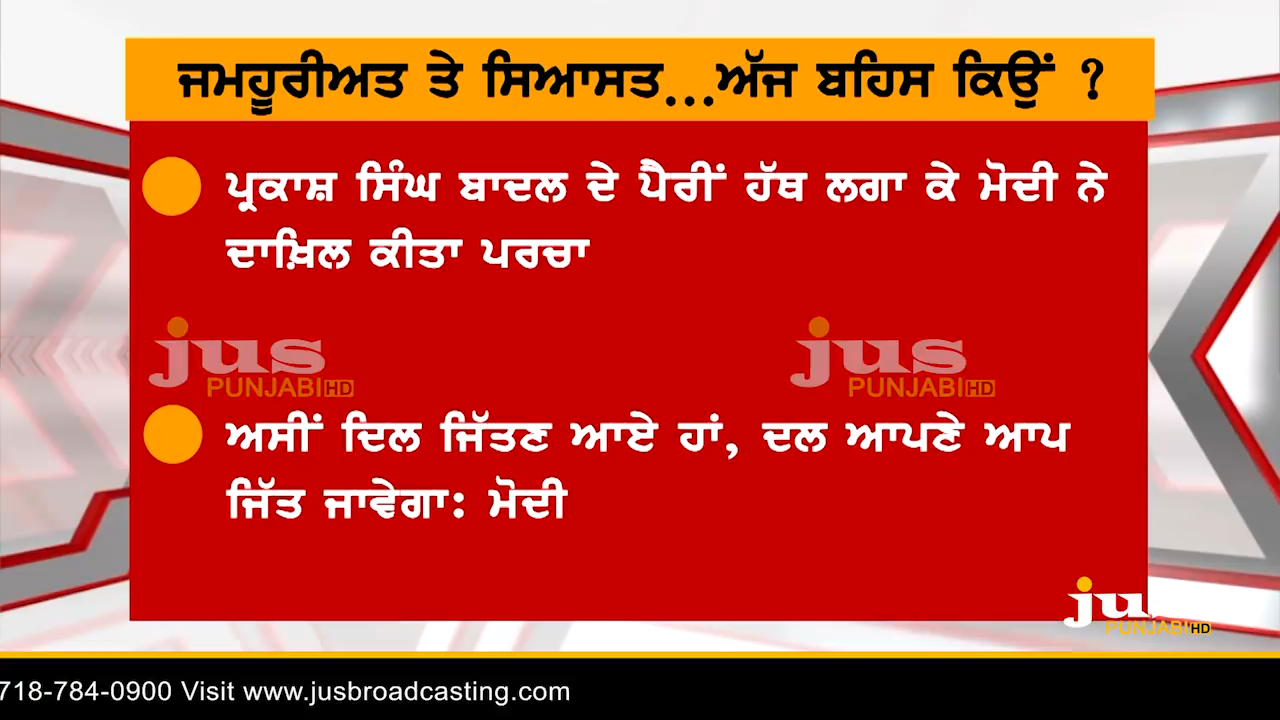 ਜਮਹੂਰੀਅਤ ਤੇ ਸਿਆਸਤ...ਅੱਜ ਬਹਿਸ ਕਿਉਂ ?
ਪ੍ਰਕਾਸ਼ ਸਿੰਘ ਬਾਦਲ ਦੇ ਪੈਰੀਂ ਹੱਥ ਲਗਾ ਕੇ ਮੋਦੀ ਨੇ
ਦਾਖ਼ਿਲ ਕੀਤਾ ਪਰਚਾ
jus jus
PUNJABI HD PUNJABI HD
ਅਸੀਂ ਦਿਲ ਜਿੱਤਣ ਆਏ ਹਾਂ, ਦਲ ਆਪਣੇ ਆਪ
ਜਿੱਤ ਜਾਵੇਗਾ: ਮੋਦੀ
jus
PUNJABI HD
718-784-0900 Visit www.jusbroadcasting.com